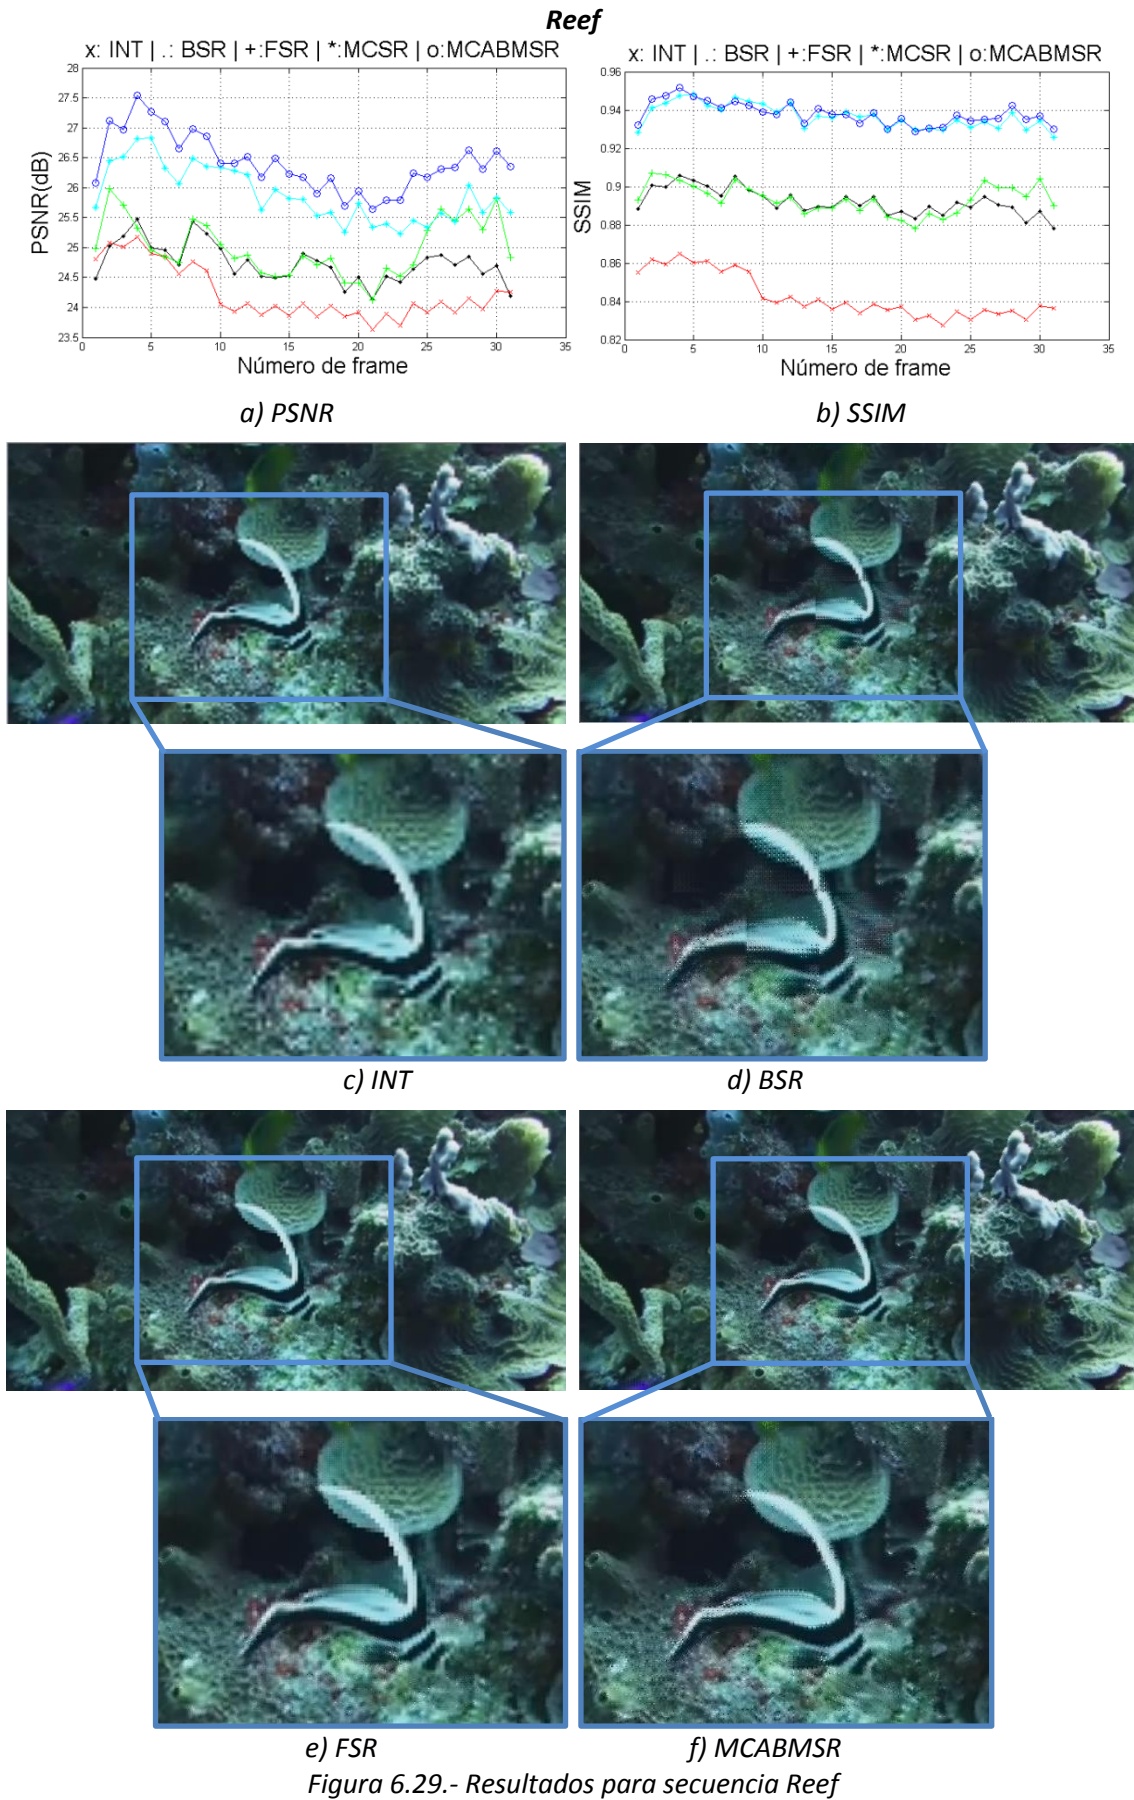 Reef
x: INT | .: BSR | +:FSR | *:MCSR | o:MCABMSR
28
27.5
27
26.5
26
25.5
25
24.5
24
23.5
0
5
10
15
20
25
30
35
PSNR(dB)
Número de frame
x: INT | .: BSR | +:FSR | *:MCSR | o:MCABMSR
0.96
0.94
0.92
0.9
0.88
0.86
0.84
0.82
0
5
10
15
20
25
30
35
SSIM
Número de frame
a) PSNR
b) SSIM
c) INT
d) BSR
e) FSR
f) MCABMSR
Figura 6.29.- Resultados para secuencia Reef